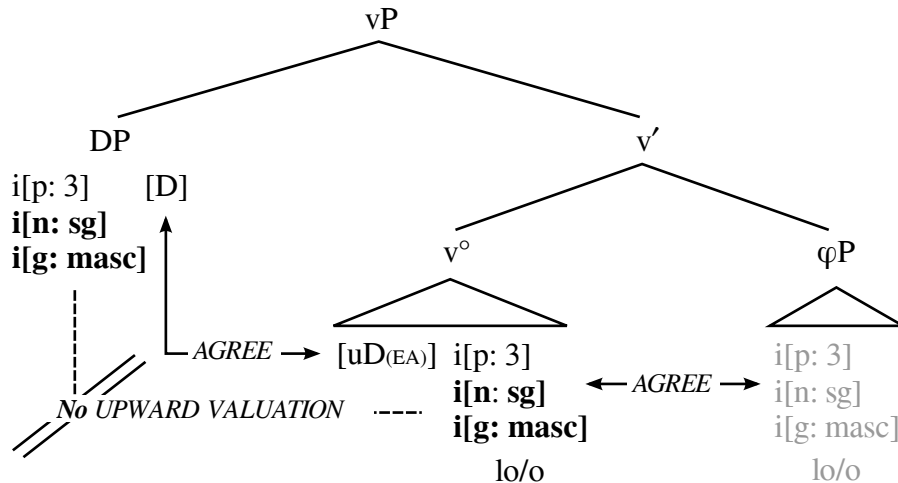 vP
DP
v′
i[p: 3] [D]
i[n: sg]
i[g: masc]
v°
φP
AGREE
[uD(EA)] i[p: 3]
i[n: sg]
i[g: masc]
lo/o
AGREE
i[p: 3]
i[n: sg]
i[g: masc]
lo/o
No UPWARD VALUATION